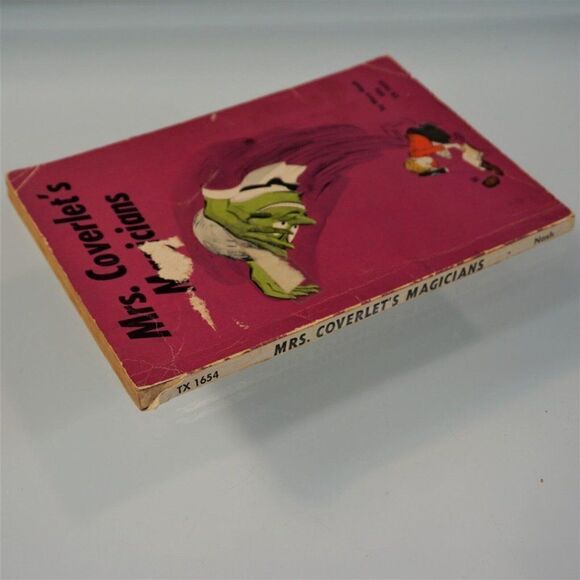 Mrs. Coverlet's
Magicians
TX 1654
MRS. COVERLET'S MAGICIANS
Nash